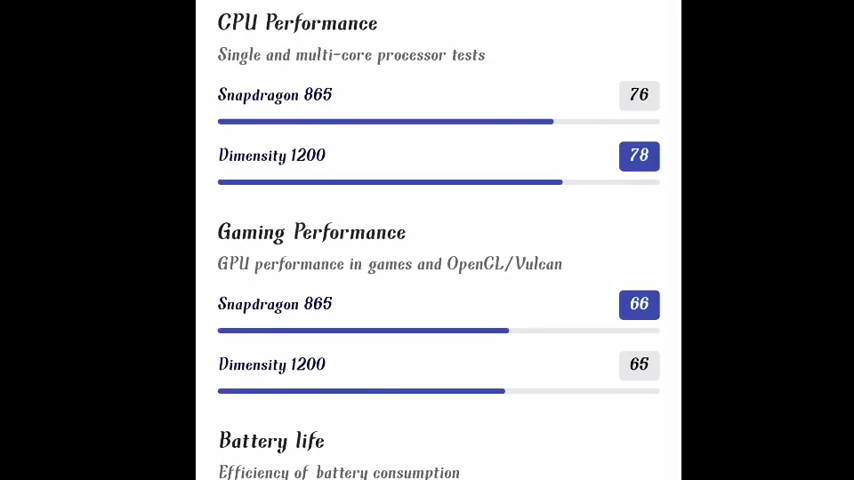 CPU Performance
Single and multi-core processor tests
Snapdragon 865
76
Dimensity 1200
78
Gaming Performance
GPU performance in games and OpenCL/Vulcan
Snapdragon 865
66
Dimensity 1200
65
Battery life
Efficiency of battery consumption